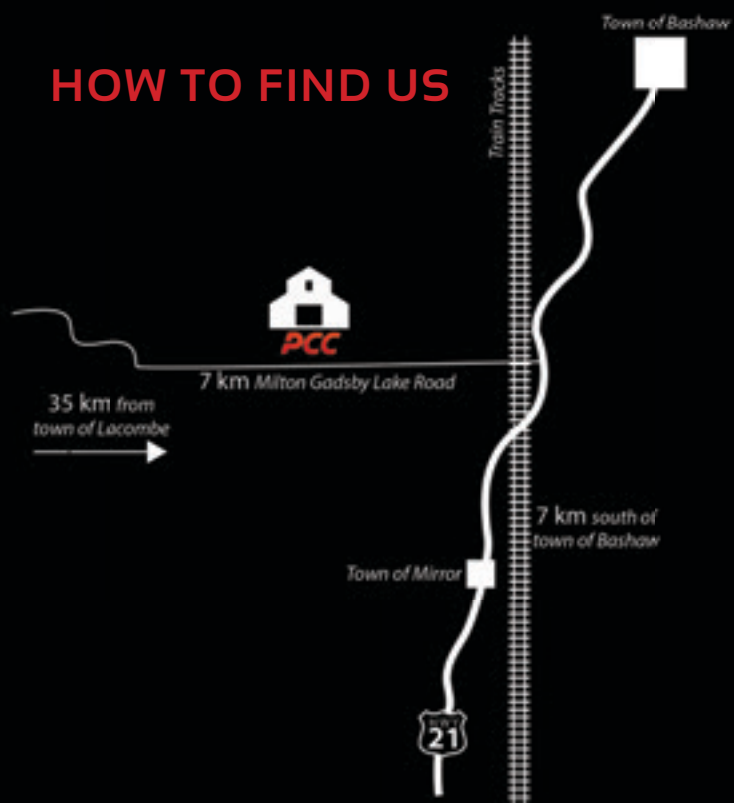 Town of Bashaw
HOW TO FIND US
Train Tracks
PCC
7 km Milton Gadsby Lake Road
35 km from
town of Lacombe
7 km south of
town of Bashaw
Town of Mirror
HWY
21